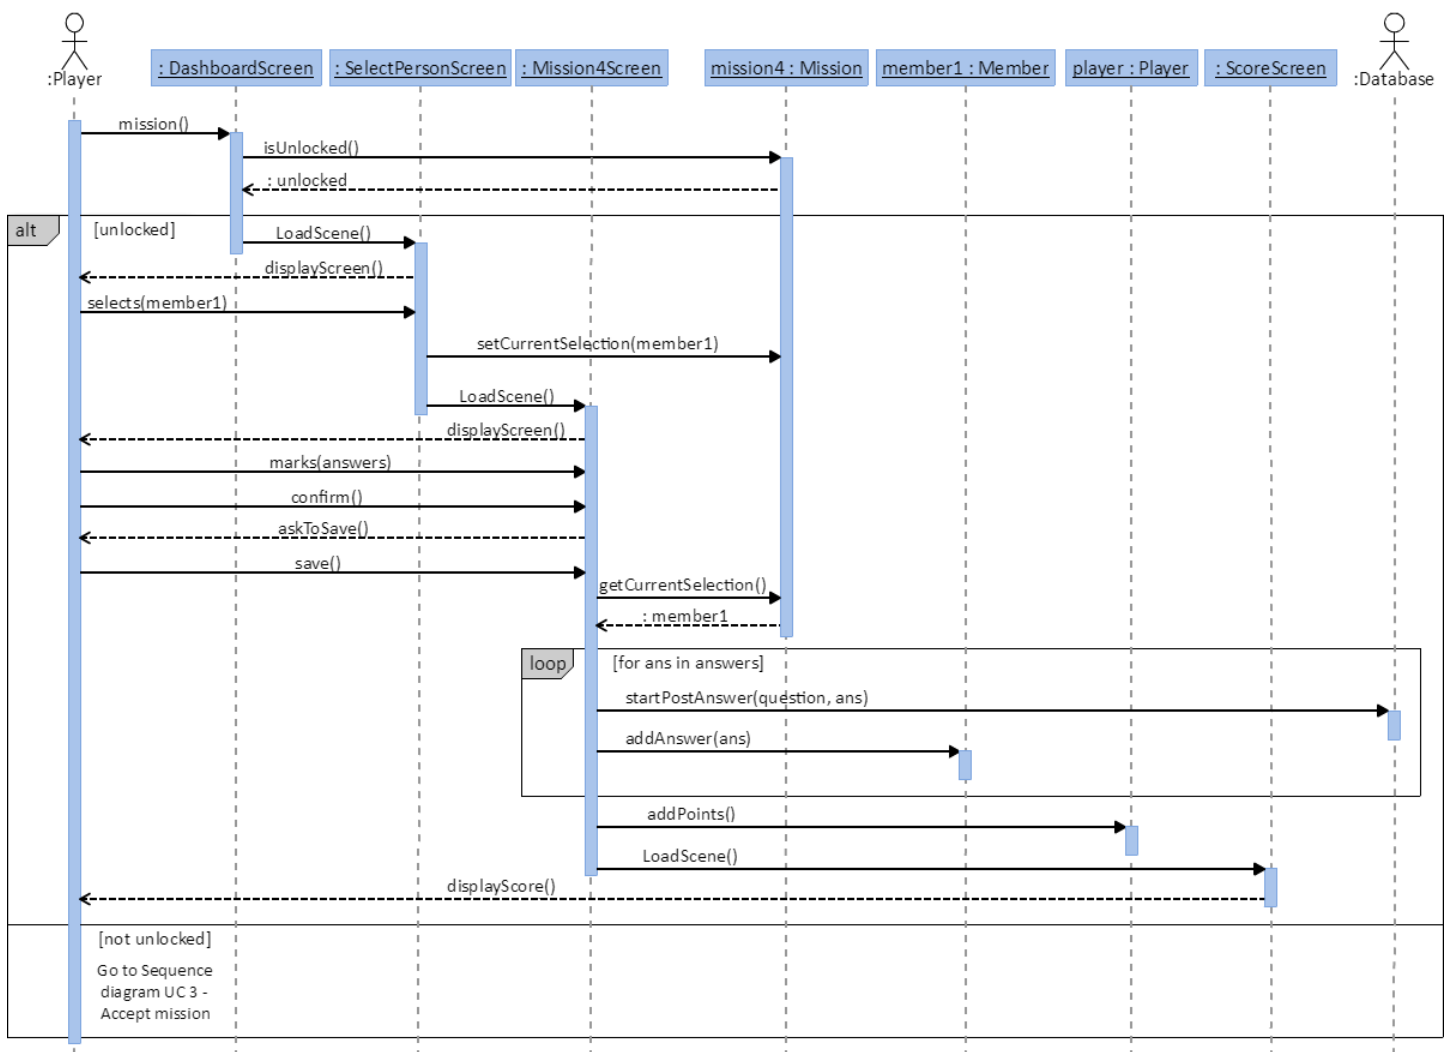 :Player
: DashboardScreen
: SelectPersonScreen
: Mission4Screen
mission4 : Mission
member1 : Member
player : Player
: ScoreScreen
:Database
mission()
isUnlocked()
: unlocked
alt
[unlocked]
LoadScene()
displayScreen()
selects(member1)
setCurrentSelection(member1)
LoadScene()
displayScreen()
marks(answers)
confirm()
askToSave()
save()
getCurrentSelection()
: member1
loop
[for ans in answers]
startPostAnswer(question, ans)
addAnswer(ans)
addPoints()
LoadScene()
displayScore()
[not unlocked]
Go to Sequence
diagram UC 3 -
Accept mission